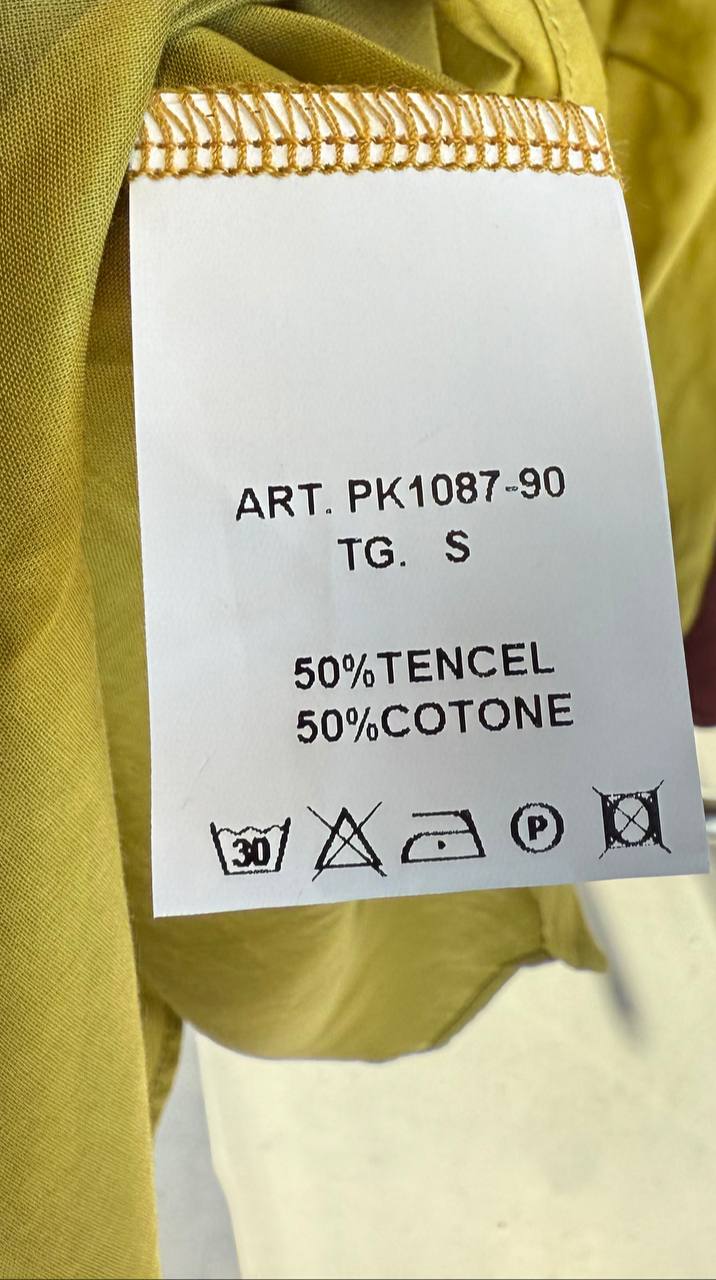 ART. PK1087-90
TG. S
50%TENCEL
50%COTONE
30
P